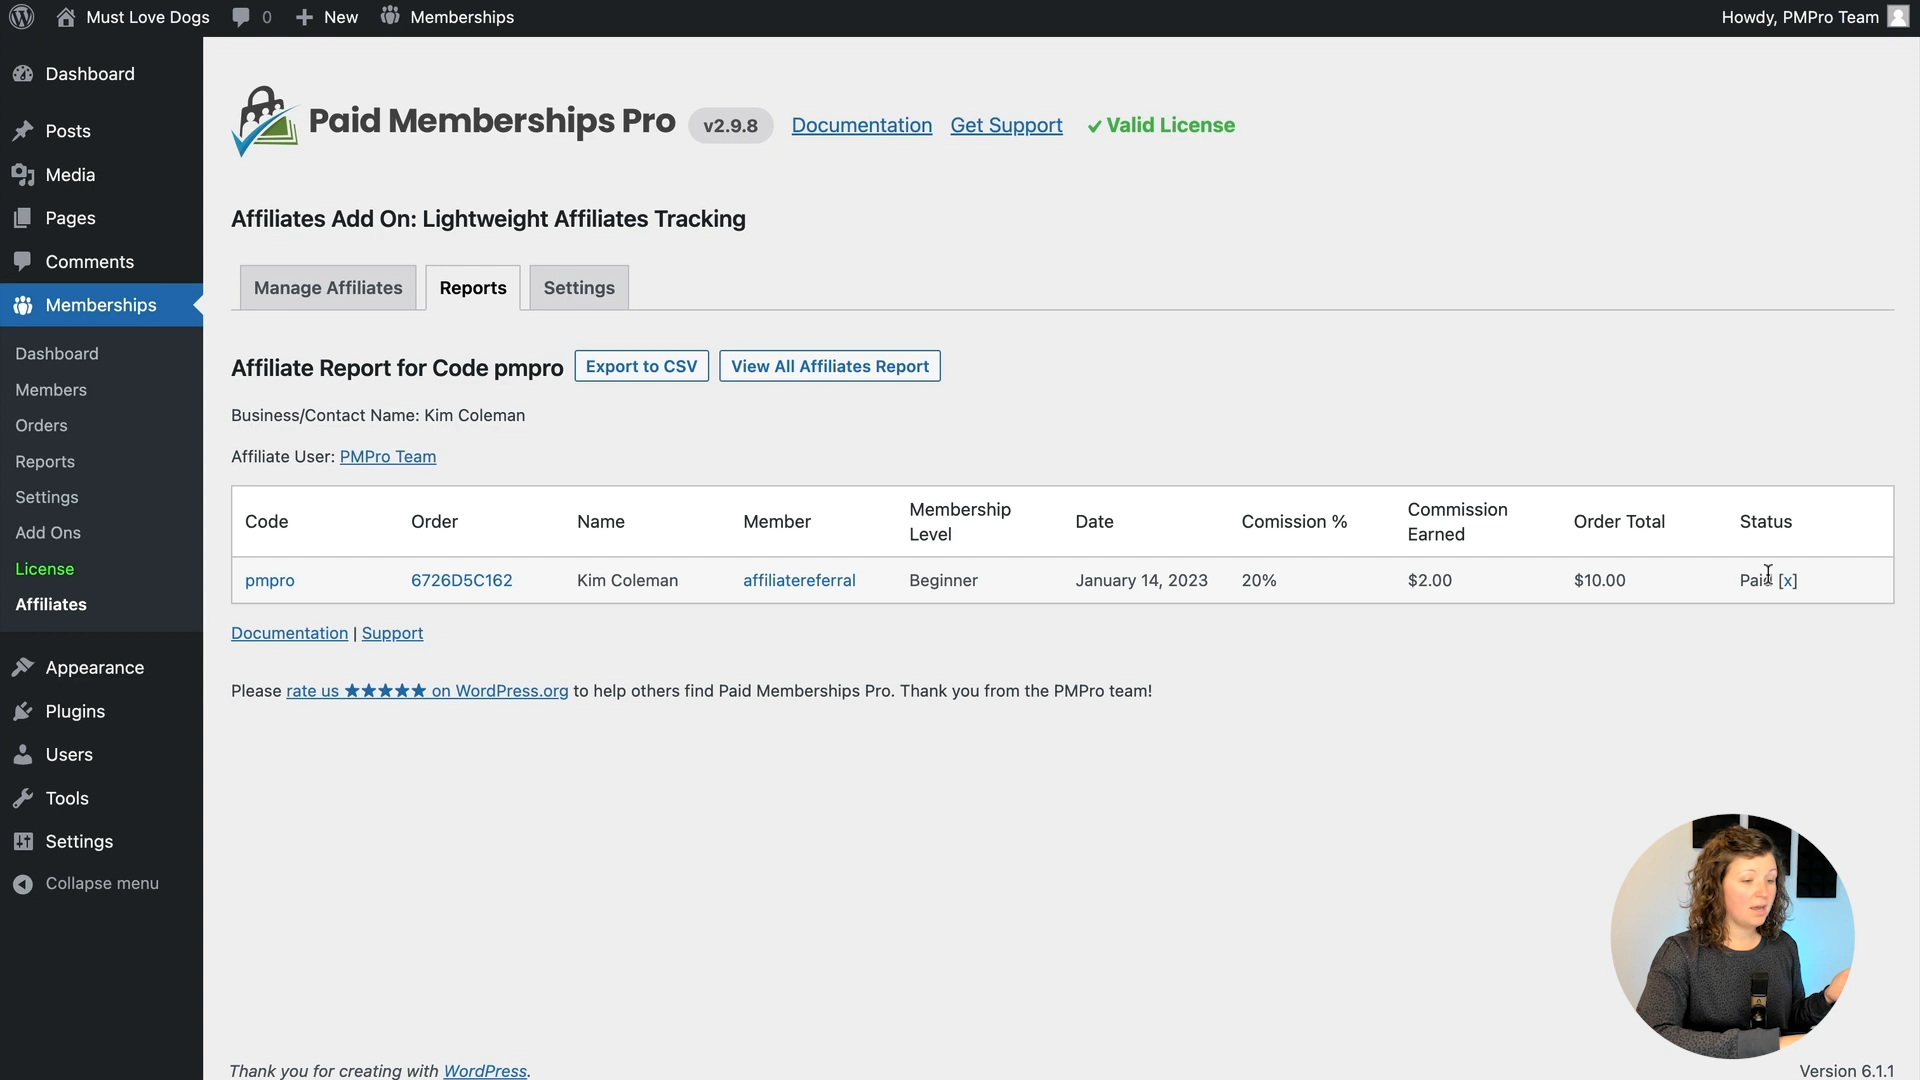 Must Love Dogs 0 New Memberships Howdy, PMPro Team
Dashboard
Posts
Media
Pages
Comments
Memberships
Dashboard
Members
Orders
Reports
Settings
Add Ons
License
Affiliates
Appearance
Plugins
Users
Tools
Settings
Collapse menu
Paid Memberships Pro v2.9.8 Documentation Get Support ✓ Valid License
Affiliates Add On: Lightweight Affiliates Tracking
Manage Affiliates Reports Settings
Affiliate Report for Code pmpro Export to CSV View All Affiliates Report
Business/Contact Name: Kim Coleman
Affiliate User: PMPro Team
Code Order Name Member Membership Level Date Comission % Commission Earned Order Total Status
pmpro 6726D5C162 Kim Coleman affiliatereferral Beginner January 14, 2023 20% $2.00 $10.00 Paid [x]
Documentation | Support
Please rate us ★★★★★ on WordPress.org to help others find Paid Memberships Pro. Thank you from the PMPro team!
Thank you for creating with WordPress. Version 6.1.1